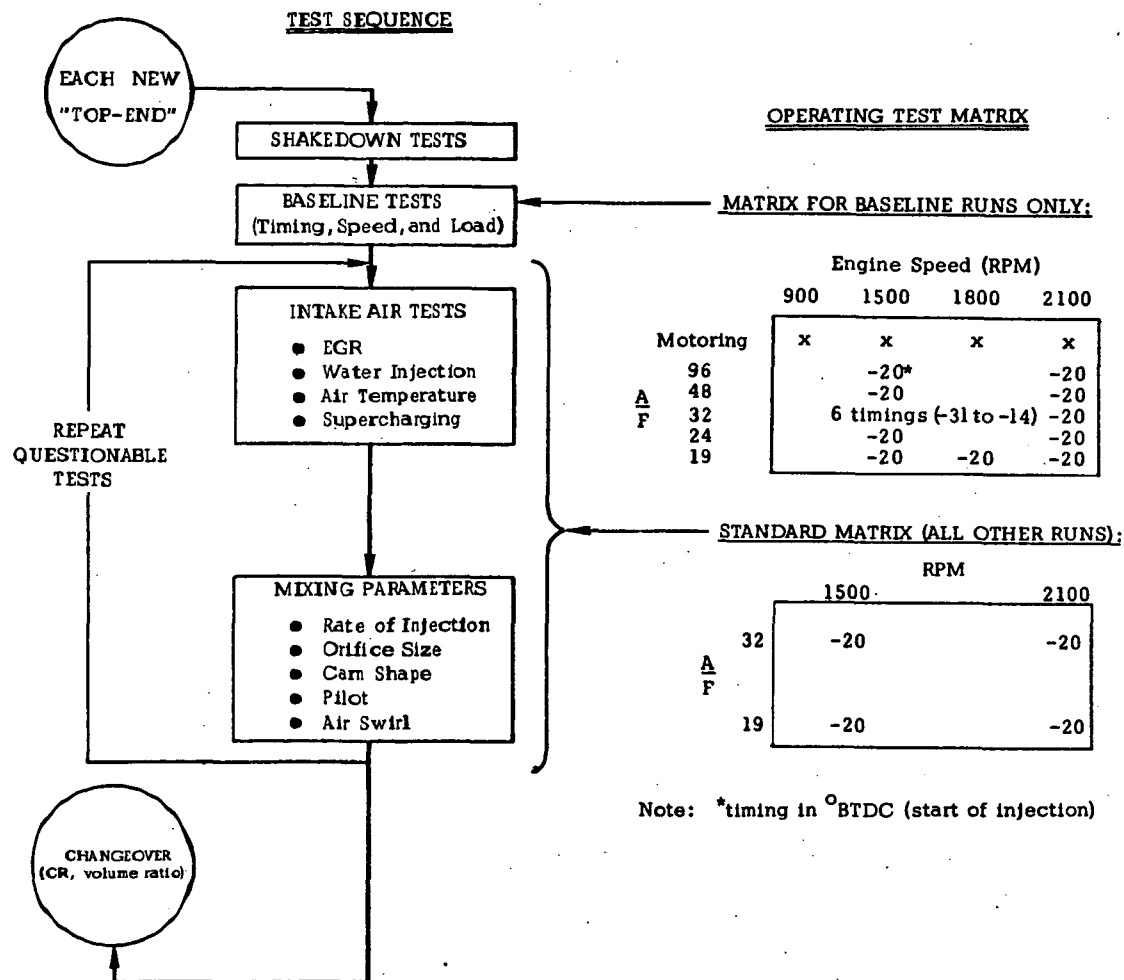 TEST SEQUENCE
EACH NEW
"TOP-END"
SHAKEDOWN TESTS
BASELINE TESTS
(Timing, Speed, and Load)
INTAKE AIR TESTS
● EGR
● Water Injection
● Air Temperature
● Supercharging
REPEAT
QUESTIONABLE
TESTS
MIXING PARAMETERS
● Rate of Injection
● Orifice Size
● Cam Shape
● Pilot
● Air Swirl
CHANGEOVER
(CR, volume ratio)
OPERATING TEST MATRIX
MATRIX FOR BASELINE RUNS ONLY:
Engine Speed (RPM)
900 1500 1800 2100
Motoring x x x x
96 -20* -20
48 -20 -20
A
F
32 6 timings (-31 to -14) -20
24 -20 -20
19 -20 -20 -20
STANDARD MATRIX (ALL OTHER RUNS):
RPM
1500 2100
32 -20 -20
A
F
19 -20 -20
Note: *timing in °BTDC (start of injection)